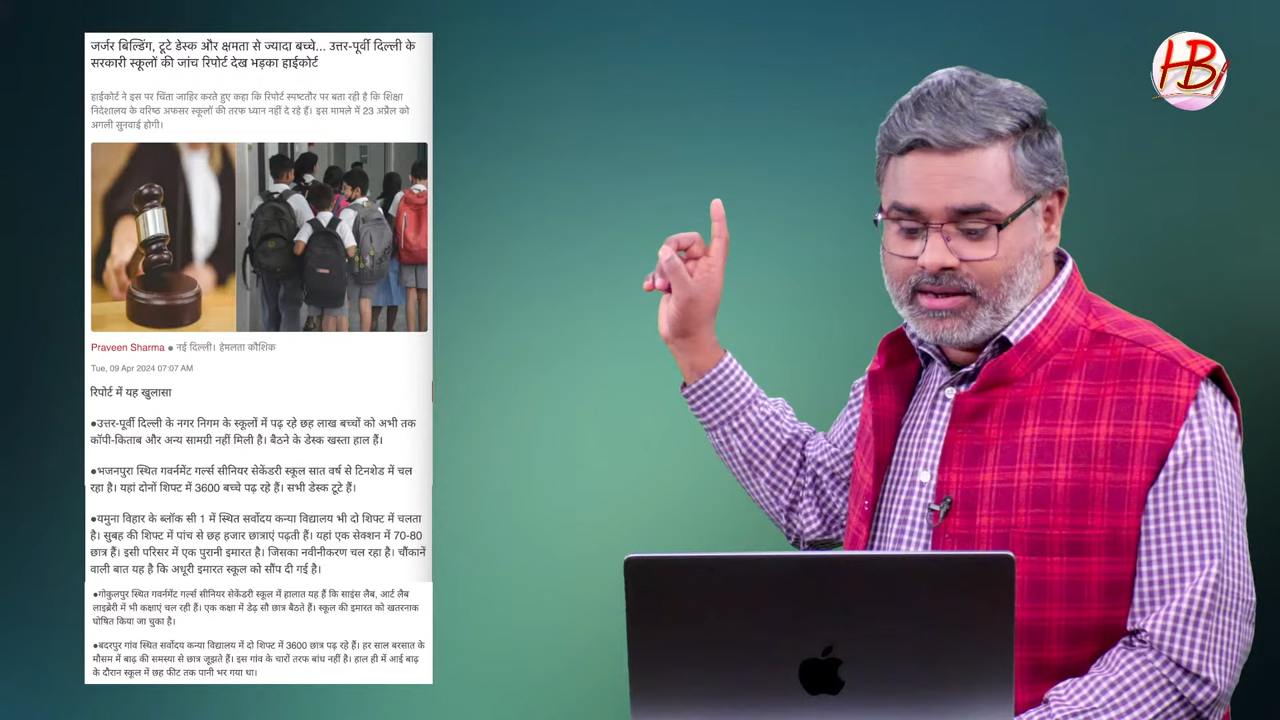 जर्जर बिल्डिंग, टूटे डेस्क और क्षमता से ज्यादा बच्चे... उत्तर-पूर्वी दिल्ली के
सरकारी स्कूलों की जांच रिपोर्ट देख भड़का हाईकोर्ट
हाईकोर्ट ने इस पर चिंता जाहिर करते हुए कहा कि रिपोर्ट स्पष्टतौर पर बता रही है कि शिक्षा
निदेशालय के वरिष्ठ अफसर स्कूलों की तरफ ध्यान नहीं दे रहे हैं। इस मामले में 23 अप्रैल को
अगली सुनवाई होगी।
Praveen Sharma ● नई दिल्ली। हेमलता कौशिक
Tue, 09 Apr 2024 07:07 AM
रिपोर्ट में यह खुलासा
●उत्तर-पूर्वी दिल्ली के नगर निगम के स्कूलों में पढ़ रहे छह लाख बच्चों को अभी तक
कॉपी-किताब और अन्य सामग्री नहीं मिली है। बैठने के डेस्क खस्ता हाल हैं।
●भजनपुरा स्थित गवर्नमेंट गर्ल्स सीनियर सेकेंडरी स्कूल सात वर्ष से टिनशेड में चल
रहा है। यहां दोनों शिफ्ट में 3600 बच्चे पढ़ रहे हैं। सभी डेस्क टूटे हैं।
●यमुना विहार के ब्लॉक सी 1 में स्थित सर्वोदय कन्या विद्यालय भी दो शिफ्ट में चलता
है। सुबह की शिफ्ट में पांच से छह हजार छात्राएं पढ़ती हैं। यहां एक सेक्शन में 70-80
छात्र हैं। इसी परिसर में एक पुरानी इमारत है। जिसका नवीनीकरण चल रहा है। चौंकानें
वाली बात यह है कि अधूरी इमारत स्कूल को सौंप दी गई है।
●गोकुलपुर स्थित गवर्नमेंट गर्ल्स सीनियर सेकेंडरी स्कूल में हालात यह हैं कि साइंस लैब, आर्ट लैब
लाइब्रेरी में भी कक्षाएं चल रही हैं। एक कक्षा में डेढ़ सौ छात्र बैठते हैं। स्कूल की इमारत को खतरनाक
घोषित किया जा चुका है।
●बदरपुर गांव स्थित सर्वोदय कन्या विद्यालय में दो शिफ्ट में 3600 छात्र पढ़ रहे हैं। हर साल बरसात के
मौसम में बाढ़ की समस्या से छात्र जूझते हैं। इस गांव के चारों तरफ बांध नहीं है। हाल ही में आई बाढ़
के दौरान स्कूल में छह फीट तक पानी भर गया था।
HB